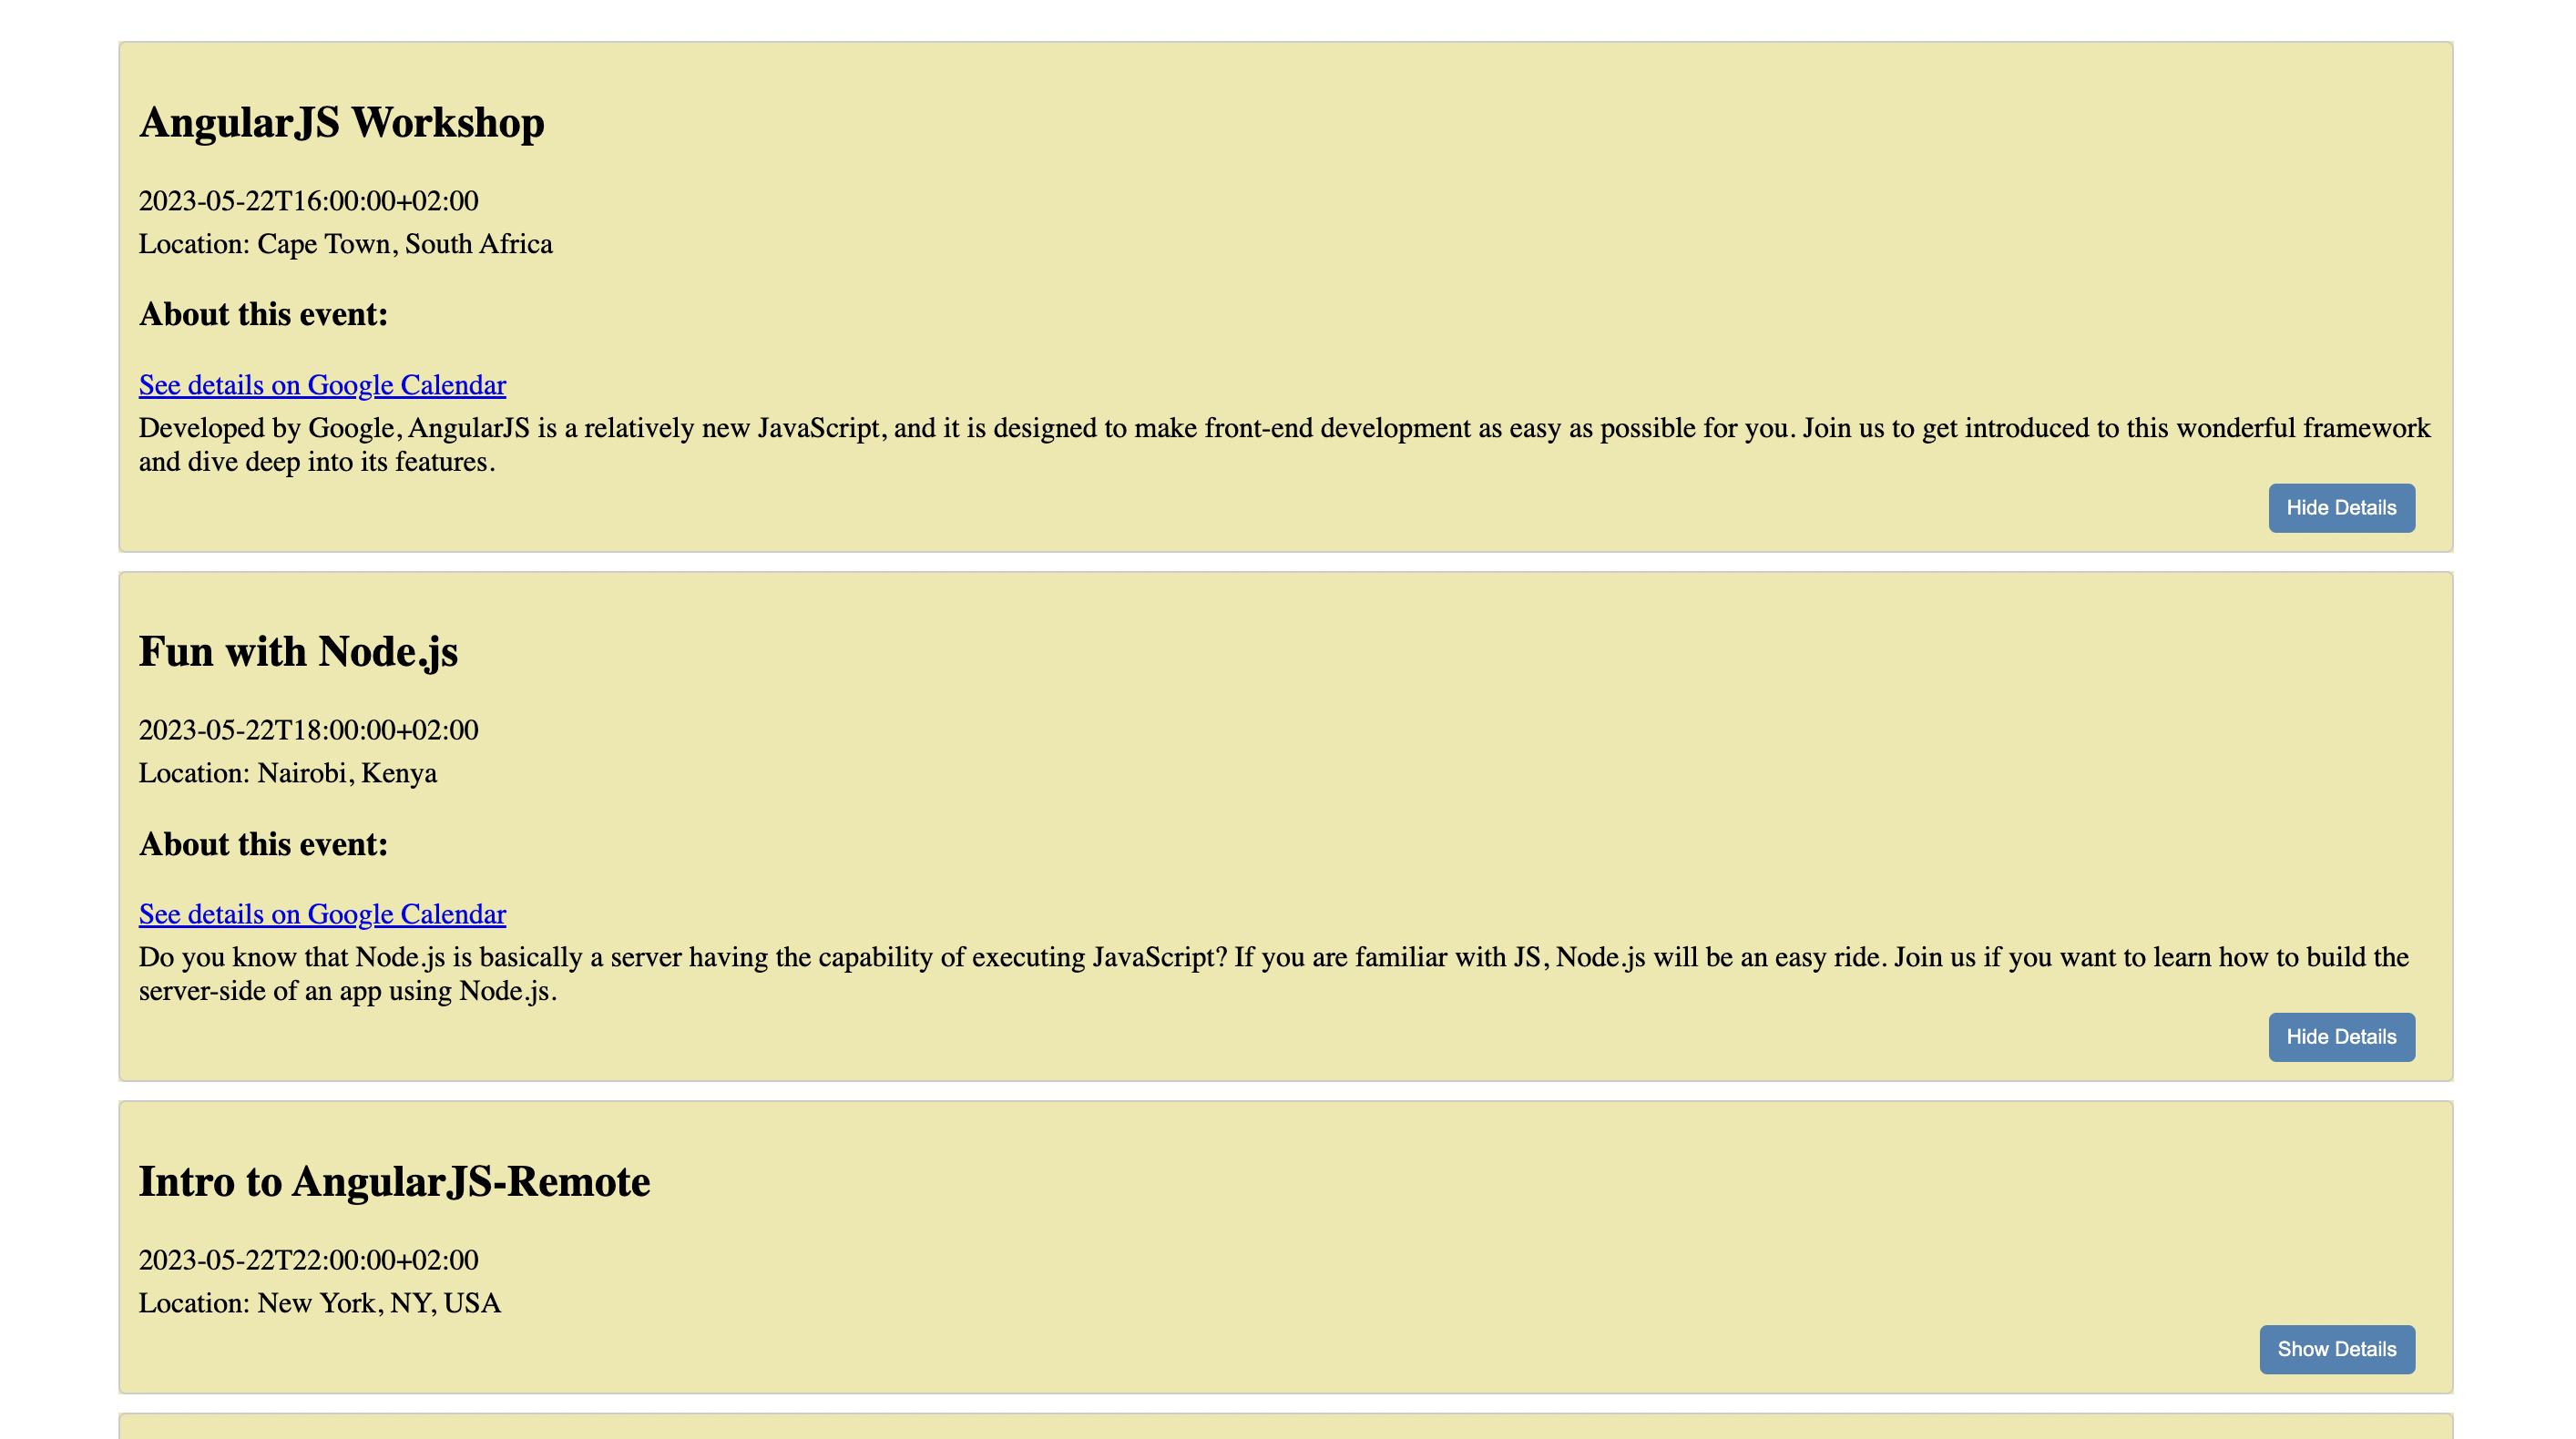 AngularJS Workshop
2023-05-22T16:00:00+02:00
Location: Cape Town, South Africa
About this event:
See details on Google Calendar
Developed by Google, AngularJS is a relatively new JavaScript, and it is designed to make front-end development as easy as possible for you. Join us to get introduced to this wonderful framework
and dive deep into its features.
Hide Details
Fun with Node.js
2023-05-22T18:00:00+02:00
Location: Nairobi, Kenya
About this event:
See details on Google Calendar
Do you know that Node.js is basically a server having the capability of executing JavaScript? If you are familiar with JS, Node.js will be an easy ride. Join us if you want to learn how to build the
server-side of an app using Node.js.
Hide Details
Intro to AngularJS-Remote
2023-05-22T22:00:00+02:00
Location: New York, NY, USA
Show Details